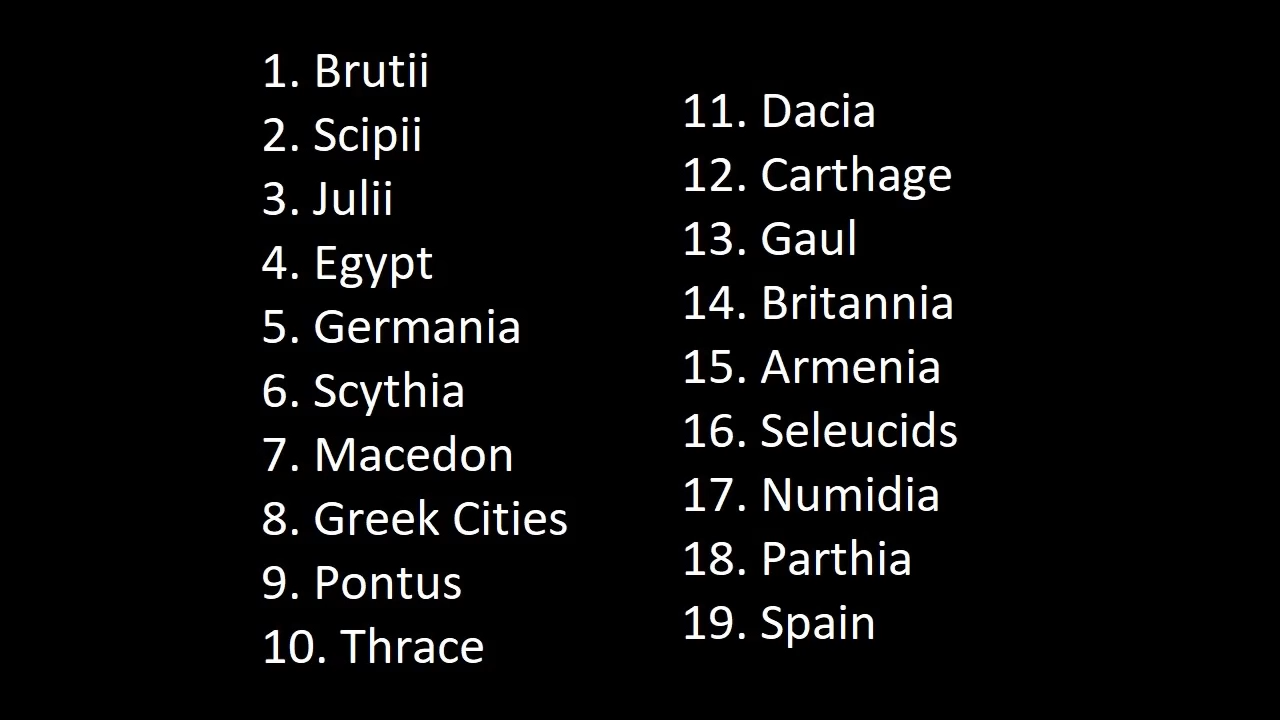 1. Brutii
2. Scipii
3. Julii
4. Egypt
5. Germania
6. Scythia
7. Macedon
8. Greek Cities
9. Pontus
10. Thrace
11. Dacia
12. Carthage
13. Gaul
14. Britannia
15. Armenia
16. Seleucids
17. Numidia
18. Parthia
19. Spain